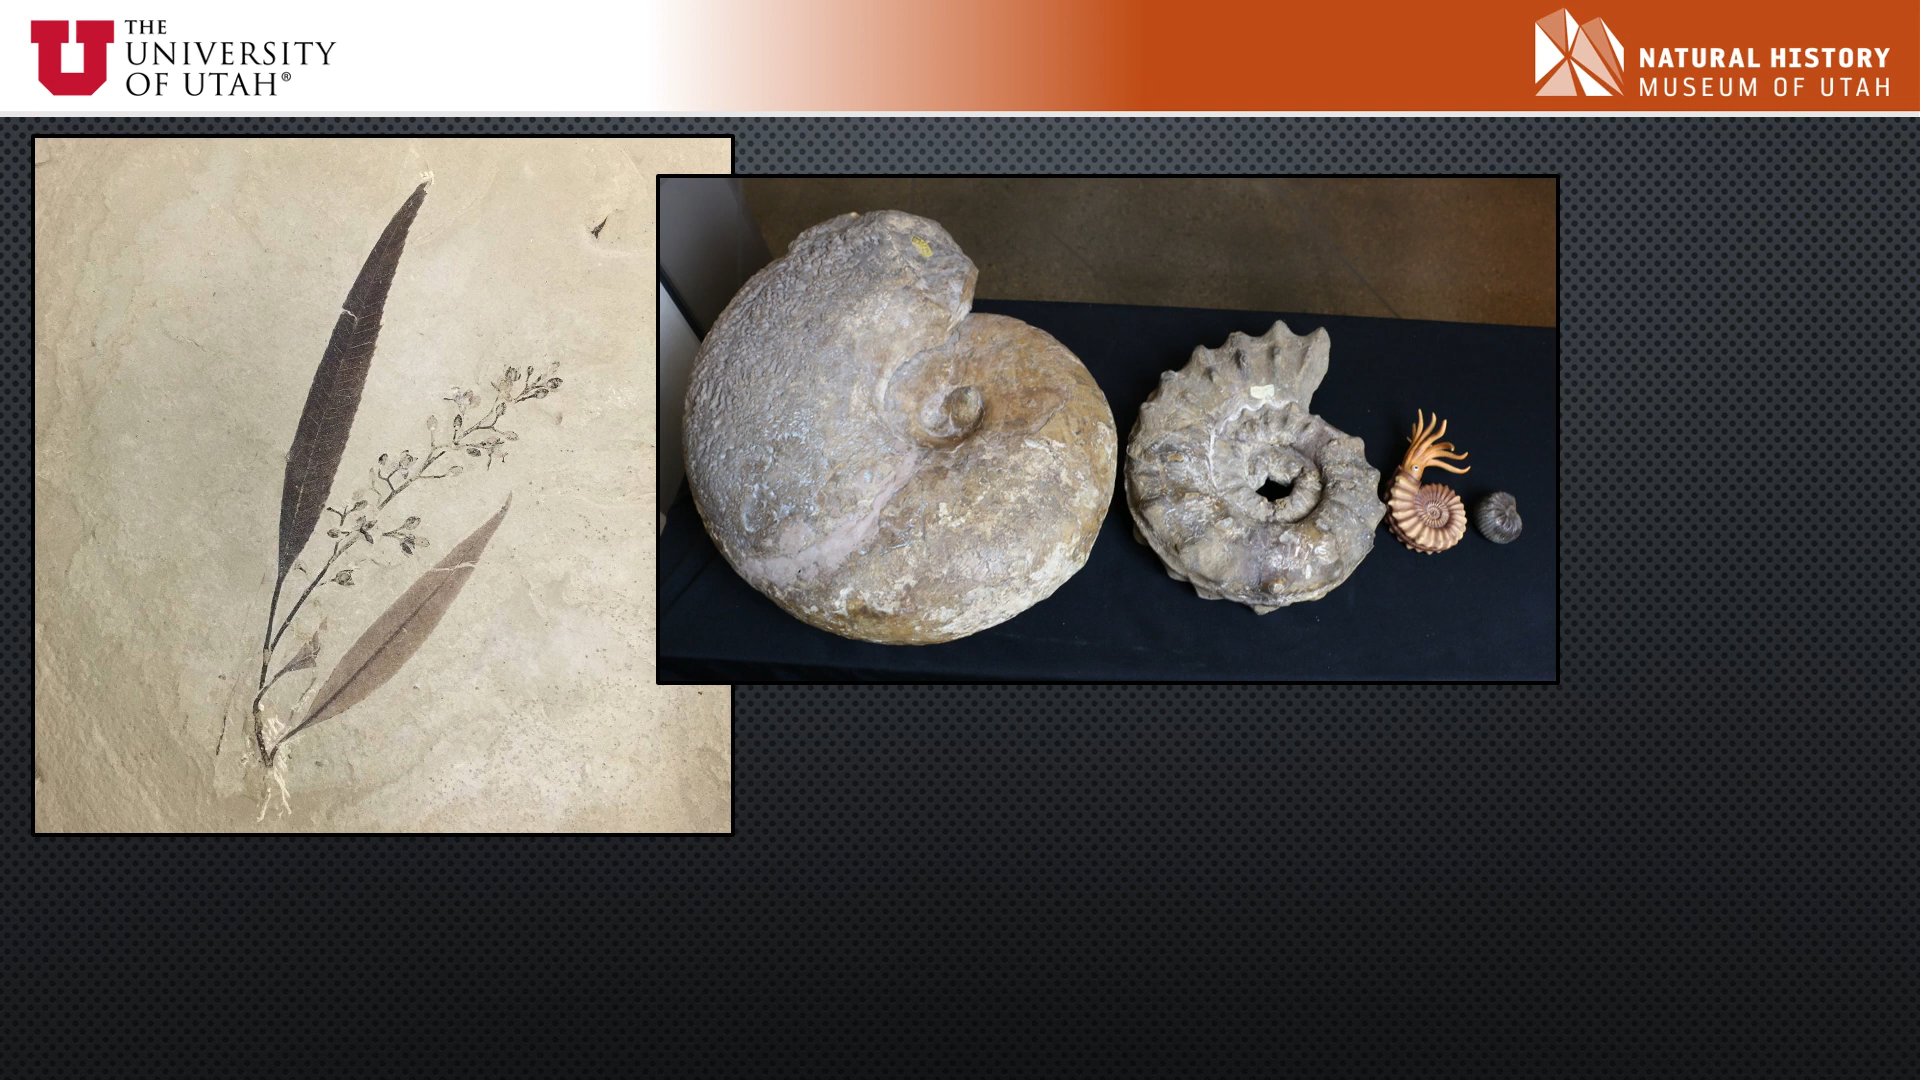 THE
UNIVERSITY
OF UTAH®
NATURAL HISTORY
MUSEUM OF UTAH